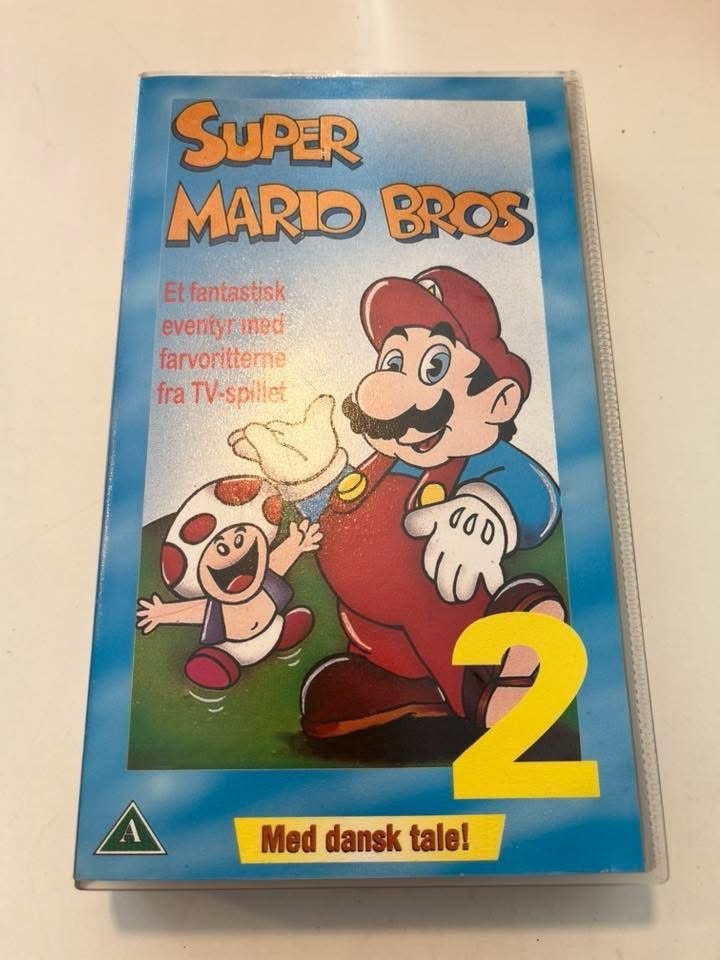 SUPER
MARIO BROS
Et fantastisk
eventyr med
farvoritterne
fra TV-spillet
2
A
Med dansk tale!